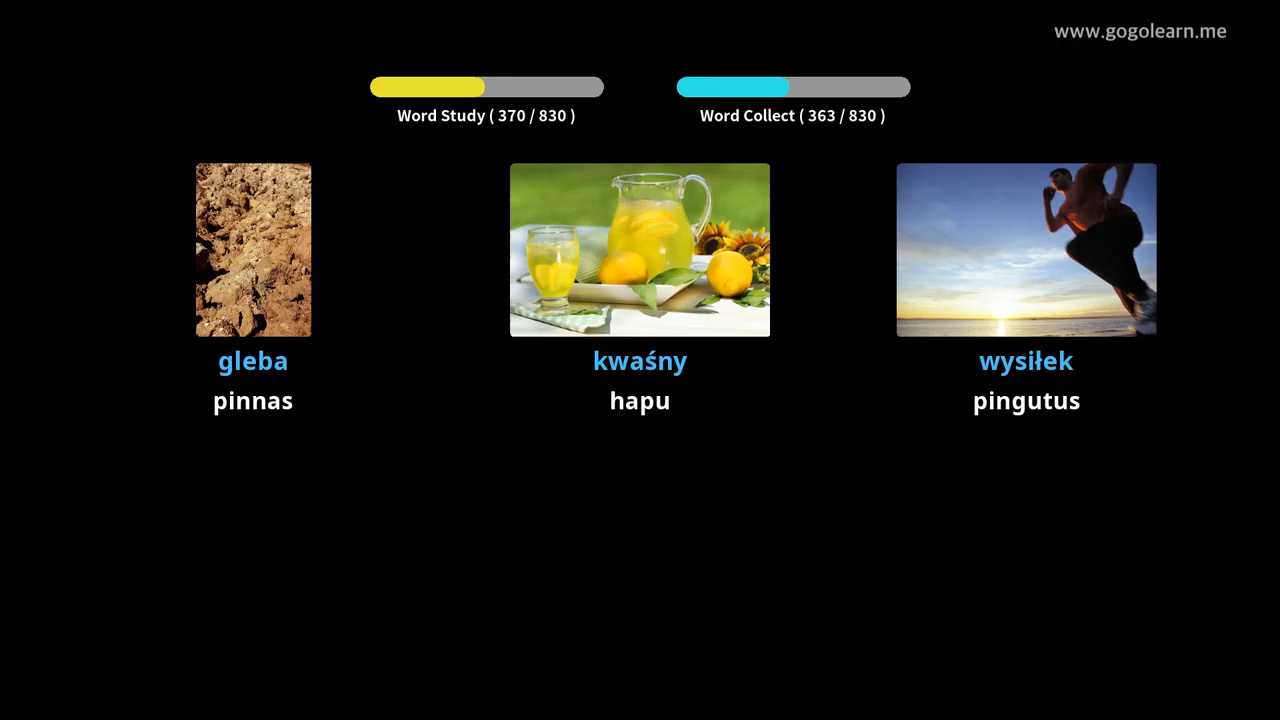 www.gogolearn.me
Word Study ( 370 / 830 )
Word Collect ( 363 / 830 )
gleba
kwaśny
wysiłek
pinnas
hapu
pingutus